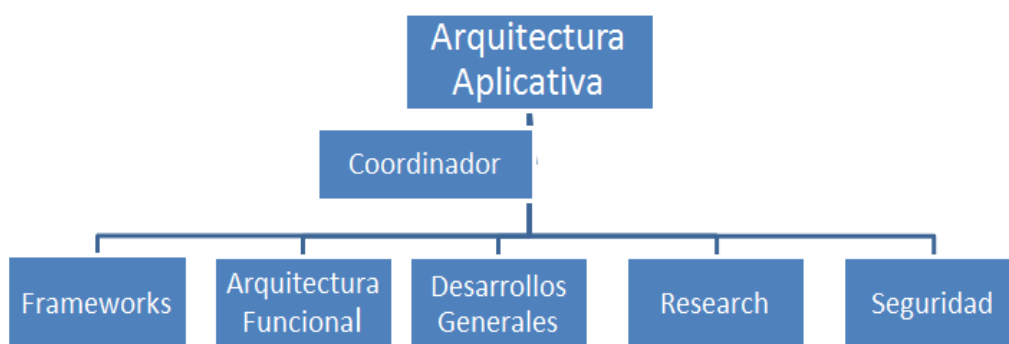 Arquitectura
Aplicativa
Coordinador
Frameworks
Arquitectura
Funcional
Desarrollos
Generales
Research
Seguridad